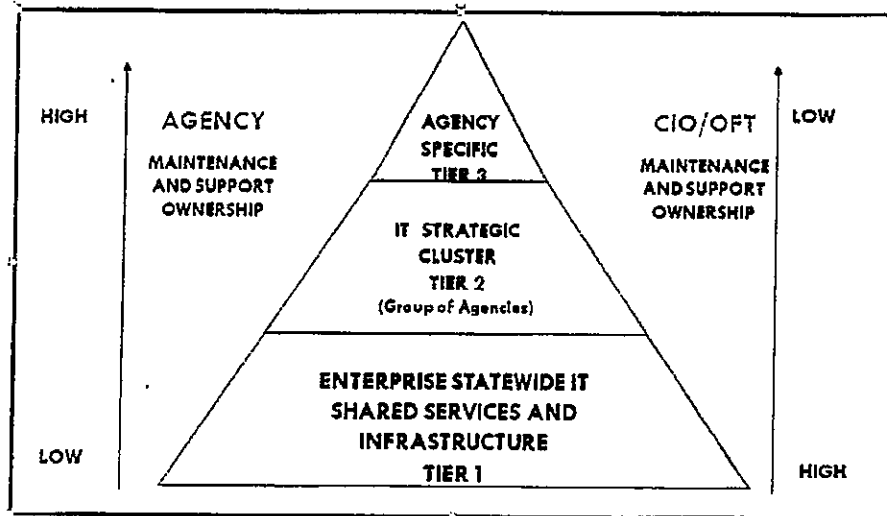 HIGH
AGENCY
MAINTENANCE
AND SUPPORT
OWNERSHIP
LOW
AGENCY
SPECIFIC
TIER 3
IT STRATEGIC
CLUSTER
TIER 2
(Group of Agencies)
ENTERPRISE STATEWIDE IT
SHARED SERVICES AND
INFRASTRUCTURE
TIER 1
CIO/OFT
MAINTENANCE
AND SUPPORT
OWNERSHIP
LOW
HIGH